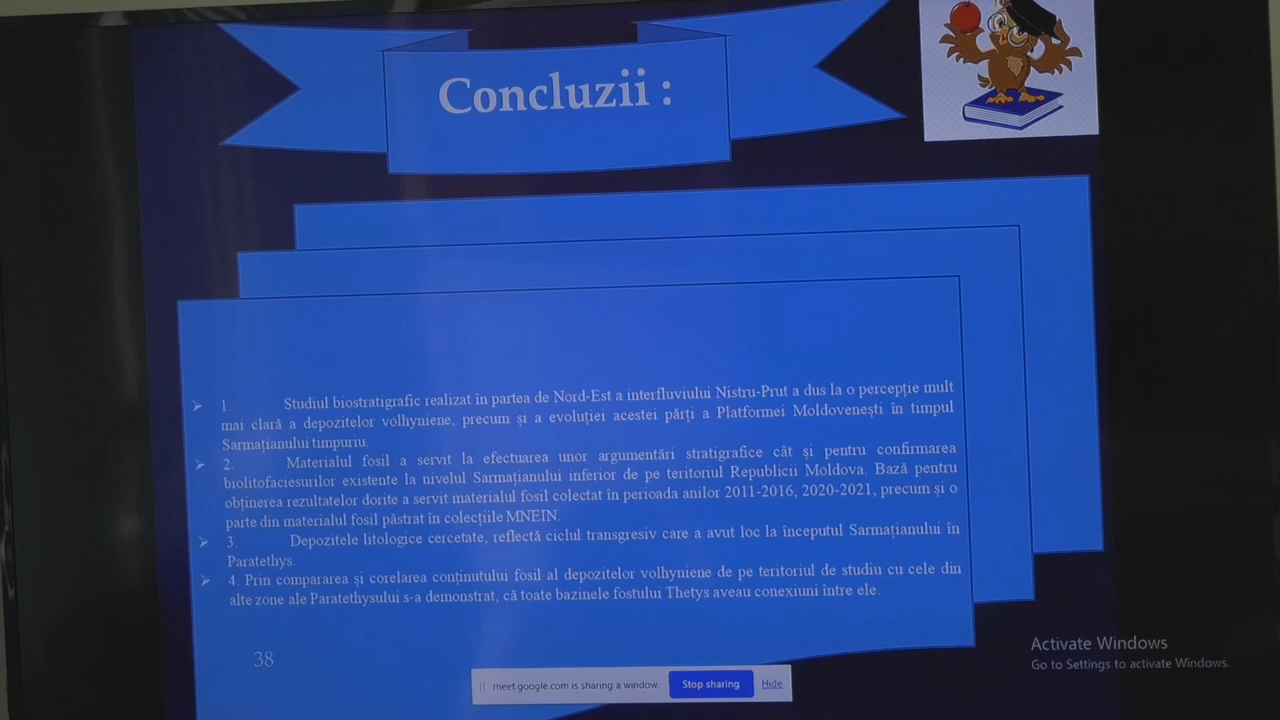 Concluzii :
➢ 1. Studiul biostratigrafic realizat în partea de Nord-Est a interfluviului Nistru-Prut a dus la o percepție mult
mai clară a depozitelor volhyniene, precum și a evoluției acestei părți a Platformei Moldovenești în timpul
Sarmațianului timpuriu.
➢ 2. Materialul fosil a servit la efectuarea unor argumentări stratigrafice cât și pentru confirmarea
biolitofaciesurilor existente la nivelul Sarmațianului inferior de pe teritoriul Republicii Moldova. Bază pentru
obținerea rezultatelor dorite a servit materialul fosil colectat în perioada anilor 2011-2016, 2020-2021, precum și o
parte din materialul fosil păstrat în colecțiile MNEIN.
➢ 3. Depozitele litologice cercetate, reflectă ciclul transgresiv care a avut loc la începutul Sarmațianului în
Paratethys.
➢ 4. Prin compararea și corelarea conținutului fosil al depozitelor volhyniene de pe teritoriul de studiu cu cele din
alte zone ale Paratethysului s-a demonstrat, că toate bazinele fostului Thetys aveau conexiuni între ele.
38
meet.google.com is sharing a window.
Stop sharing
Hide
Activate Windows
Go to Settings to activate Windows.